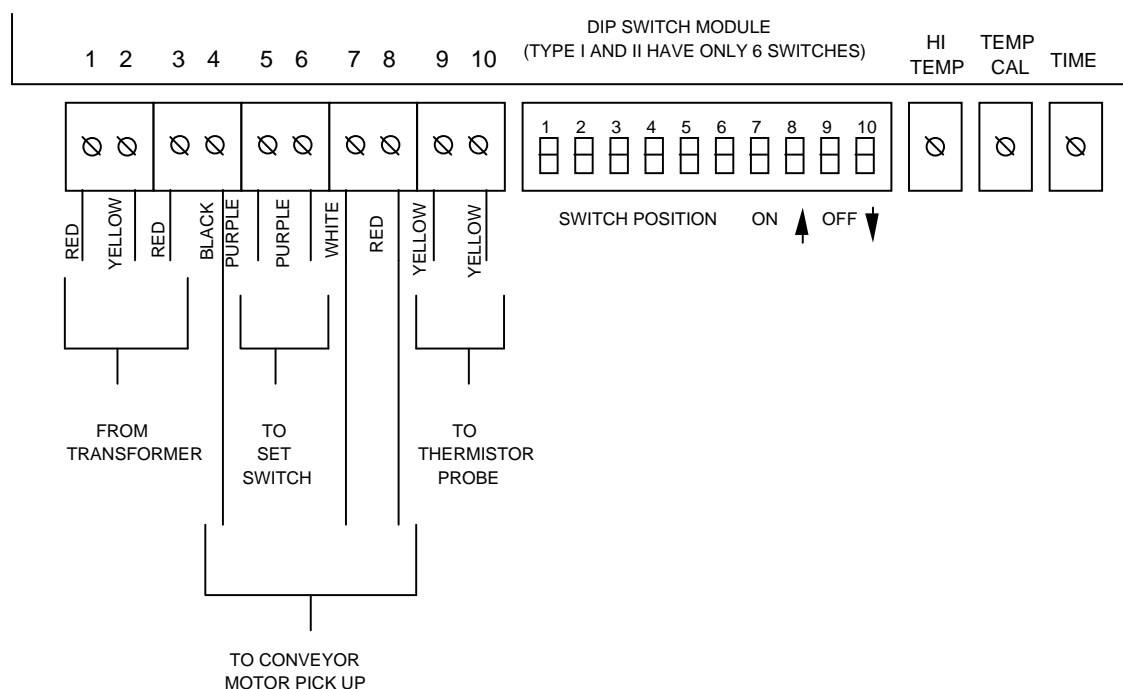 DIP SWITCH MODULE
(TYPE I AND II HAVE ONLY 6 SWITCHES)
HI
TEMP
TEMP
CAL
TIME
1 2 3 4 5 6 7 8 9 10
1 2 3 4 5 6 7 8 9 10
SWITCH POSITION ON OFF
RED
YELLOW
RED
BLACK
PURPLE
PURPLE
WHITE
RED
YELLOW
YELLOW
FROM
TRANSFORMER
TO
SET
SWITCH
TO
THERMISTOR
PROBE
TO CONVEYOR
MOTOR PICK UP